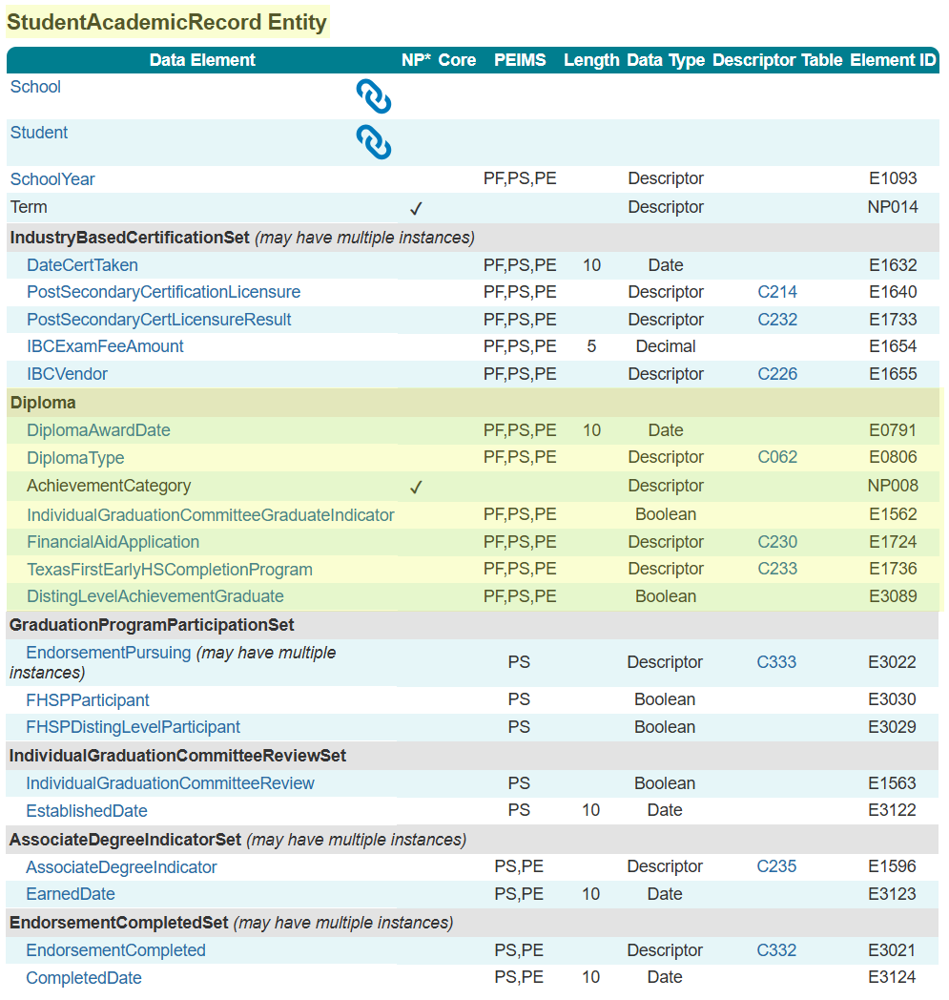 StudentAcademicRecord Entity
Data Element NP* Core PEIMS Length Data Type Descriptor Table Element ID
School
Student
SchoolYear PF,PS,PE Descriptor E1093
Term ✓ Descriptor NP014
IndustryBasedCertificationSet (may have multiple instances)
DateCertTaken PF,PS,PE 10 Date E1632
PostSecondaryCertificationLicensure PF,PS,PE Descriptor C214 E1640
PostSecondaryCertLicensureResult PF,PS,PE Descriptor C232 E1733
IBCExamFeeAmount PF,PS,PE 5 Decimal E1654
IBCVendor PF,PS,PE Descriptor C226 E1655
Diploma
DiplomaAwardDate PF,PS,PE 10 Date E0791
DiplomaType PF,PS,PE Descriptor C062 E0806
AchievementCategory ✓ Descriptor NP008
IndividualGraduationCommitteeGraduateIndicator PF,PS,PE Boolean E1562
FinancialAidApplication PF,PS,PE Descriptor C230 E1724
TexasFirstEarlyHSCompletionProgram PF,PS,PE Descriptor C233 E1736
DistingLevelAchievementGraduate PF,PS,PE Boolean E3089
GraduationProgramParticipationSet
EndorsementPursuing (may have multiple
instances) PS Descriptor C333 E3022
FHSPParticipant PS Boolean E3030
FHSPDistingLevelParticipant PS Boolean E3029
IndividualGraduationCommitteeReviewSet
IndividualGraduationCommitteeReview PS Boolean E1563
EstablishedDate PS 10 Date E3122
AssociateDegreeIndicatorSet (may have multiple instances)
AssociateDegreeIndicator PS,PE Descriptor C235 E1596
EarnedDate PS,PE 10 Date E3123
EndorsementCompletedSet (may have multiple instances)
EndorsementCompleted PS,PE Descriptor C332 E3021
CompletedDate PS,PE 10 Date E3124